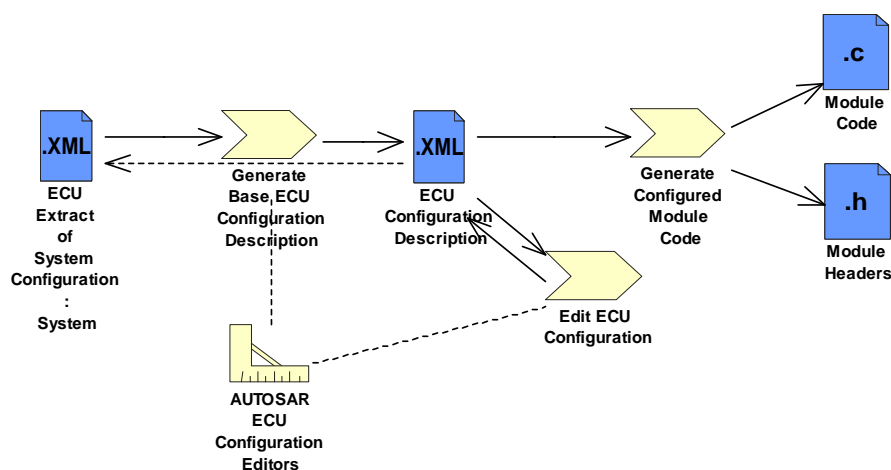 .XML
ECU
Extract
of
System
Configuration
:
System
Generate
Base ECU
Configuration
Description
.XML
ECU
Configuration
Description
Generate
Configured
Module
Code
.c
Module
Code
.h
Module
Headers
Edit ECU
Configuration
AUTOSAR
ECU
Configuration
Editors